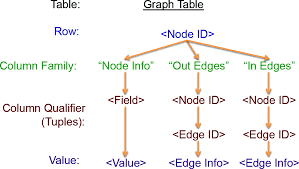 Table: Graph Table
Row: <Node ID>
Column Family: "Node Info" "Out Edges" "In Edges"
Column Qualifier <Field> <Node ID> <Node ID>
(Tuples):
<Edge ID> <Edge ID>
Value: <Value> <Edge Info> <Edge Info>